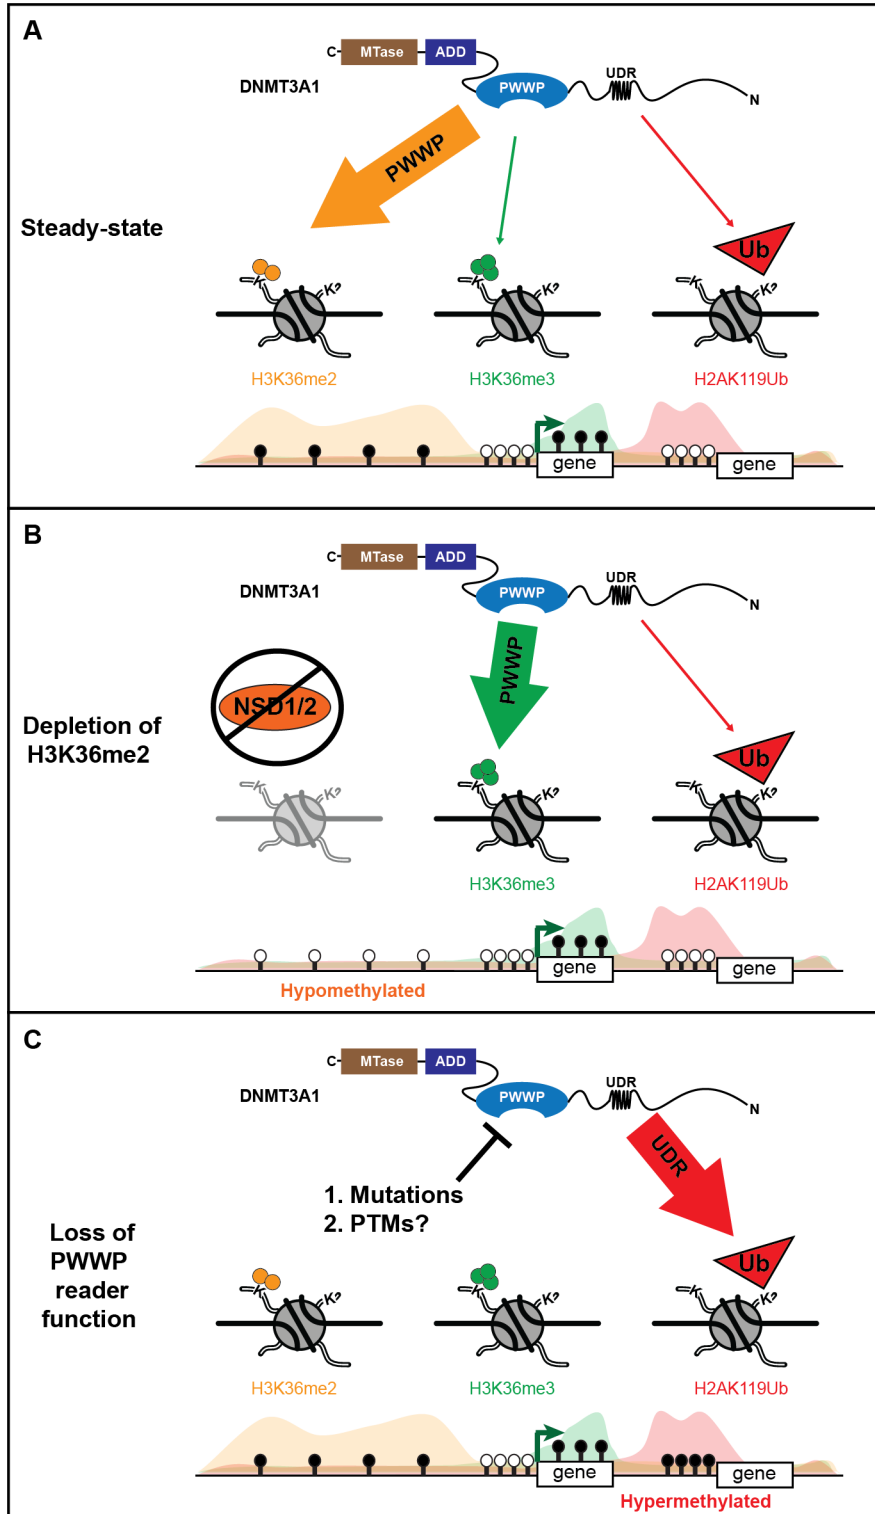 A
C-
MTase
ADD
DNMT3A1
PWWP
UDR
N
PWWP
Steady-state
Ub
K
K?
K
K?
K
K?
H3K36me2
H3K36me3
H2AK119Ub
gene
gene
B
C-
MTase
ADD
DNMT3A1
PWWP
UDR
N
PWWP
NSD1/2
Depletion of
H3K36me2
Ub
K
K?
K
K?
K
K?
H3K36me3
H2AK119Ub
gene
gene
Hypomethylated
C
C-
MTase
ADD
DNMT3A1
PWWP
UDR
N
UDR
1. Mutations
2. PTMs?
Loss of
PWWP
reader
function
Ub
K
K?
K
K?
K
K?
H3K36me2
H3K36me3
H2AK119Ub
gene
gene
Hypermethylated